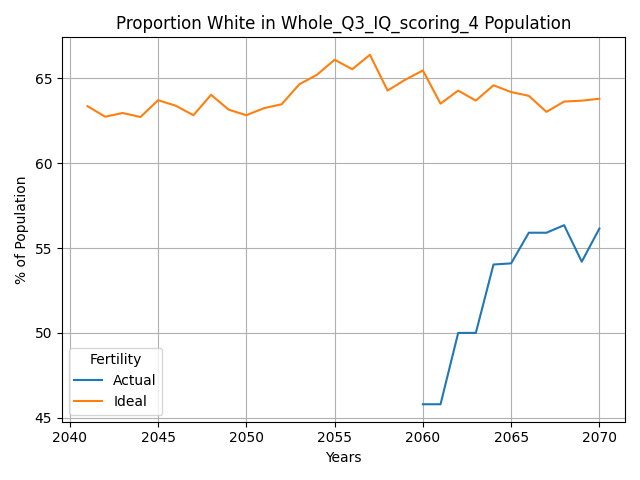 Proportion White in Whole_Q3_IQ_scoring_4 Population
% of Population
65
60
55
50
45
Fertility
Actual
Ideal
2040 2045 2050 2055 2060 2065 2070
Years